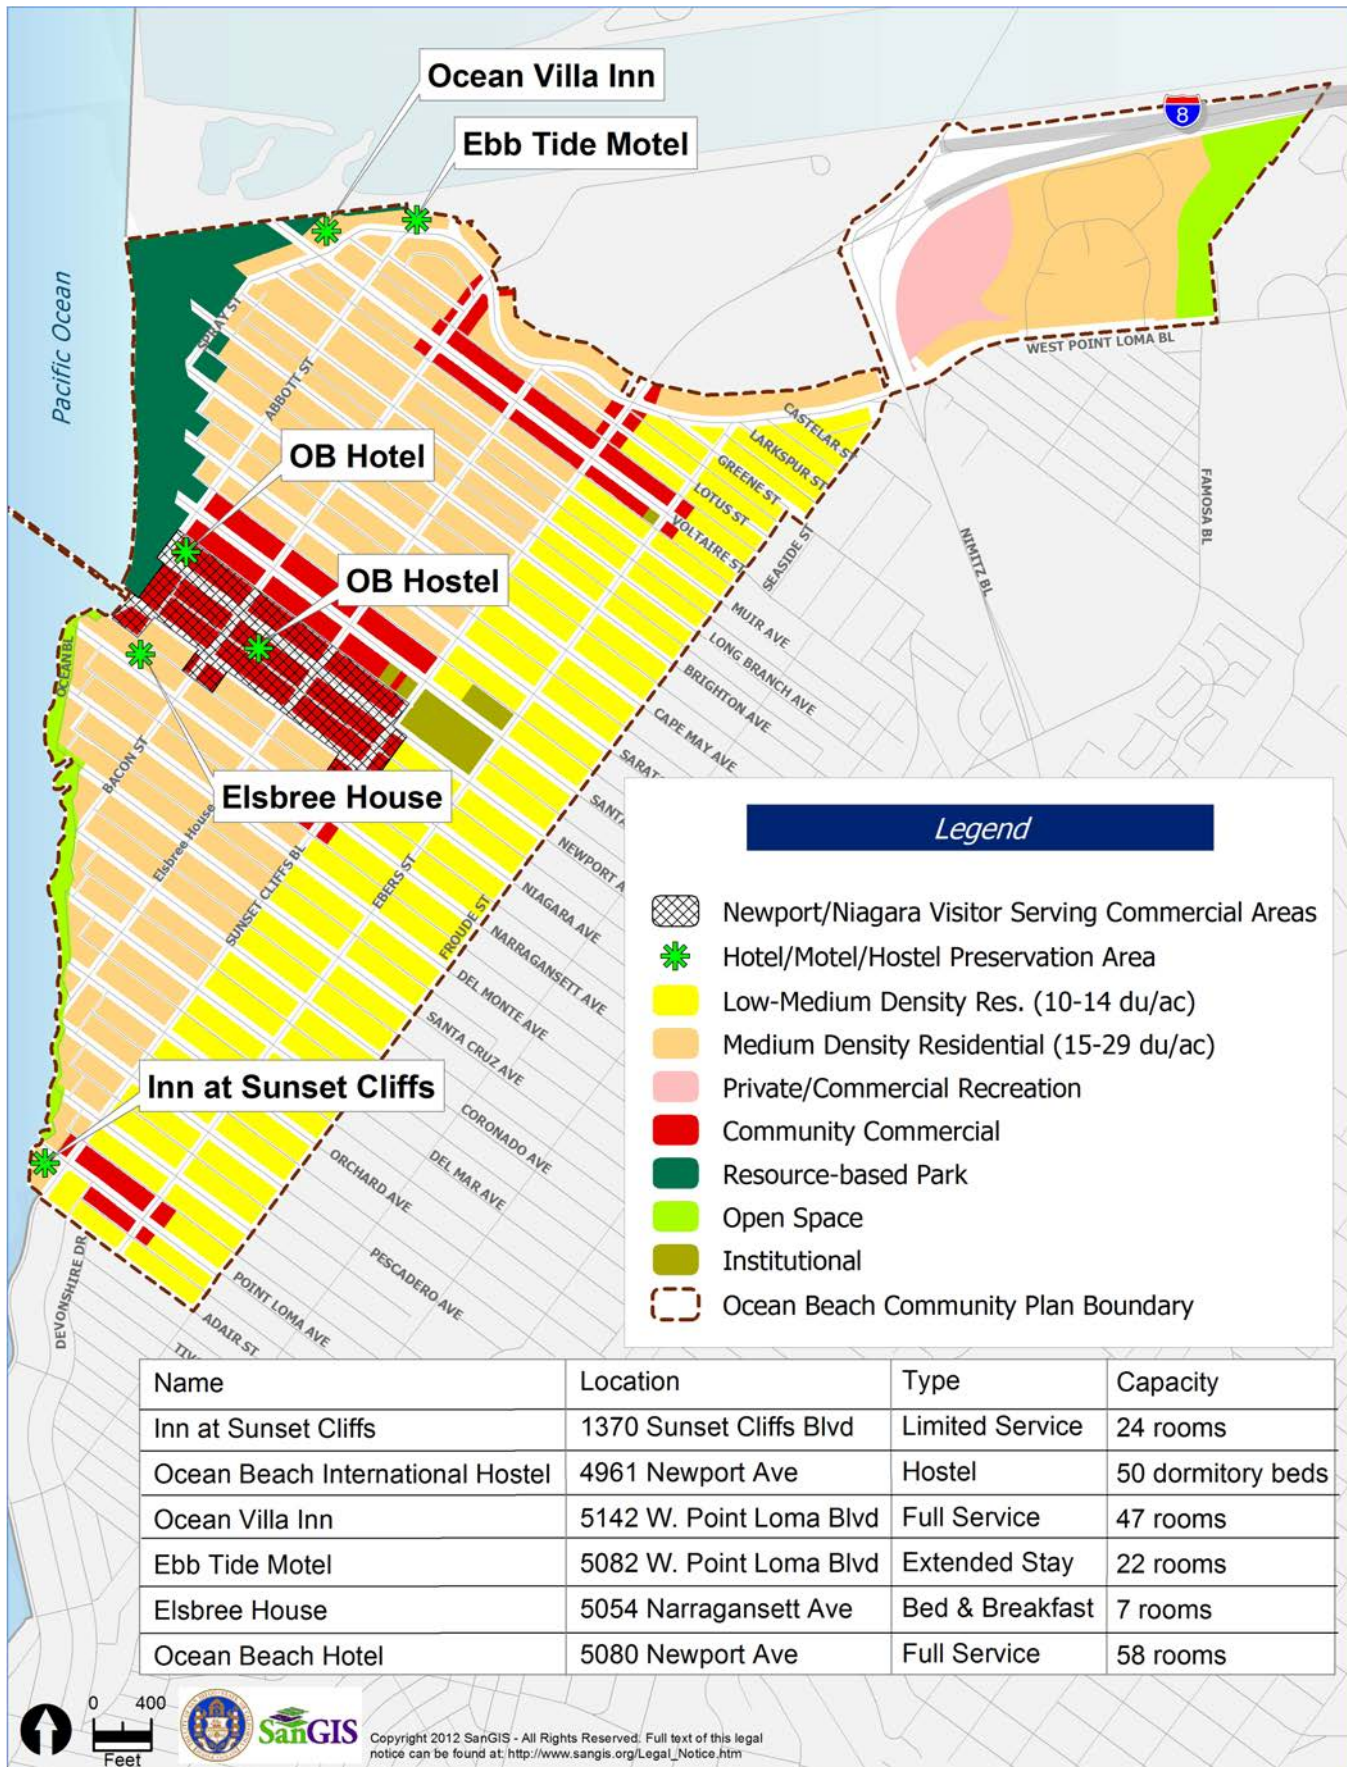 Ocean Villa Inn
Ebb Tide Motel
8
Pacific Ocean
SPRAY ST
ABBOTT ST
WEST POINT LOMA BL
OB Hotel
CASTELAR ST
LARKSPUR ST
GREENE ST
LOTUS ST
VOLTAIRE ST
SEASIDE ST
FAMOSA BL
NIMITZ BL
OB Hostel
MUIR AVE
LONG BRANCH AVE
BRIGHTON AVE
CAPE MAY AVE
SARAT
SANTA
NEWPORT A
NIAGARA AVE
NARRAGANSETT AVE
DEL MONTE AVE
SANTA CRUZ AVE
CORONADO AVE
DEL MAR AVE
ORCHARD AVE
PESCADERO AVE
POINT LOMA AVE
ADAIR ST
TIV
OCEAN BL
BACON ST
Elsbree House
Elsbree House
SUNSET CLIFFS BL
EBERS ST
FROUDE ST
Inn at Sunset Cliffs
DEVONSHIRE DR
Legend
Newport/Niagara Visitor Serving Commercial Areas
Hotel/Motel/Hostel Preservation Area
Low-Medium Density Res. (10-14 du/ac)
Medium Density Residential (15-29 du/ac)
Private/Commercial Recreation
Community Commercial
Resource-based Park
Open Space
Institutional
Ocean Beach Community Plan Boundary
Name Location Type Capacity
Inn at Sunset Cliffs 1370 Sunset Cliffs Blvd Limited Service 24 rooms
Ocean Beach International Hostel 4961 Newport Ave Hostel 50 dormitory beds
Ocean Villa Inn 5142 W. Point Loma Blvd Full Service 47 rooms
Ebb Tide Motel 5082 W. Point Loma Blvd Extended Stay 22 rooms
Elsbree House 5054 Narragansett Ave Bed & Breakfast 7 rooms
Ocean Beach Hotel 5080 Newport Ave Full Service 58 rooms
0 400
Feet
SanGIS
Copyright 2012 SanGIS - All Rights Reserved. Full text of this legal
notice can be found at: http://www.sangis.org/Legal_Notice.htm